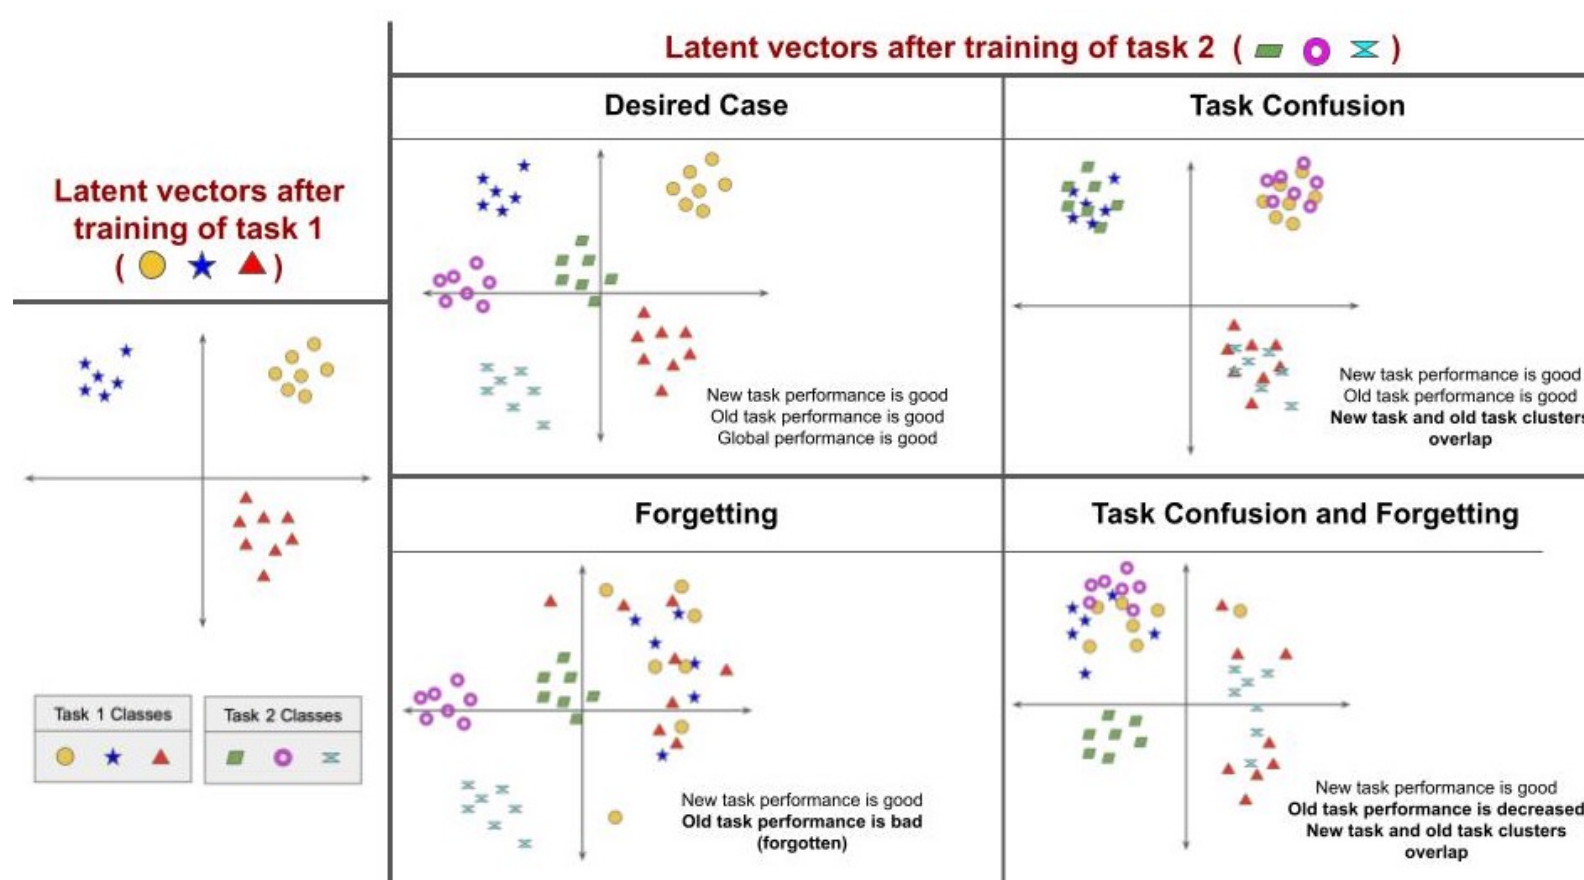 Latent vectors after training of task 2 ( )
Desired Case
Task Confusion
Latent vectors after
training of task 1
( )
New task performance is good
Old task performance is good
Global performance is good
New task performance is good
Old task performance is good
New task and old task clusters
overlap
Forgetting
Task Confusion and Forgetting
Task 1 Classes
Task 2 Classes
New task performance is good
Old task performance is bad
(forgotten)
New task performance is good
Old task performance is decreased
New task and old task clusters
overlap